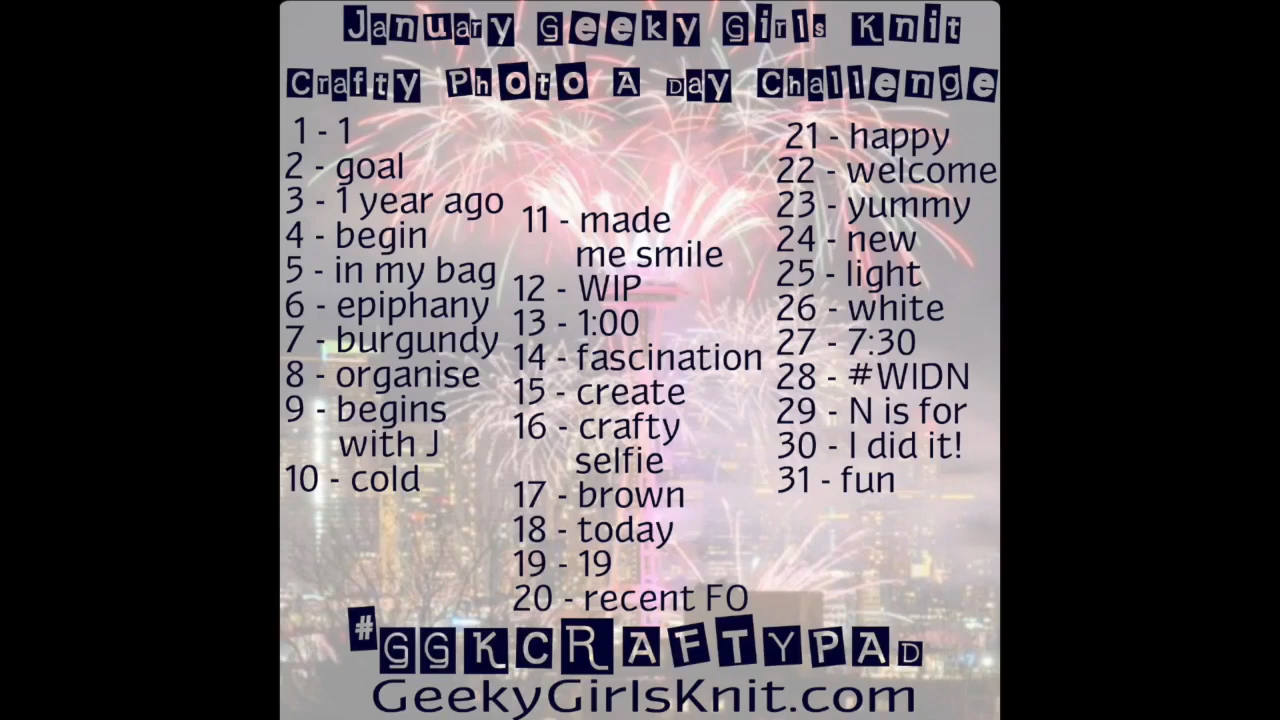 January Geeky Girls Knit
Crafty Photo A Day Challenge
1 - 1
2 - goal
3 - 1 year ago
4 - begin
5 - in my bag
6 - epiphany
7 - burgundy
8 - organise
9 - begins
with J
10 - cold
11 - made
me smile
12 - WIP
13 - 1:00
14 - fascination
15 - create
16 - crafty
selfie
17 - brown
18 - today
19 - 19
20 - recent FO
21 - happy
22 - welcome
23 - yummy
24 - new
25 - light
26 - white
27 - 7:30
28 - #WIDN
29 - N is for
30 - I did it!
31 - fun
#GGKCRAFTYPAD
GeekyGirlsKnit.com